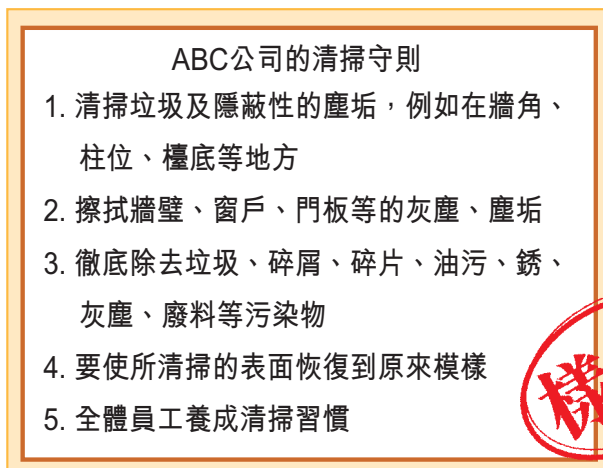 ABC公司的清掃守則
1. 清掃垃圾及隱蔽性的塵垢，例如在牆角、
柱位、檯底等地方
2. 擦拭牆璧、窗戶、門板等的灰塵、塵垢
3. 徹底除去垃圾、碎屑、碎片、油污、銹、
灰塵、廢料等污染物
4. 要使所清掃的表面恢復到原來模樣
5. 全體員工養成清掃習慣
樣